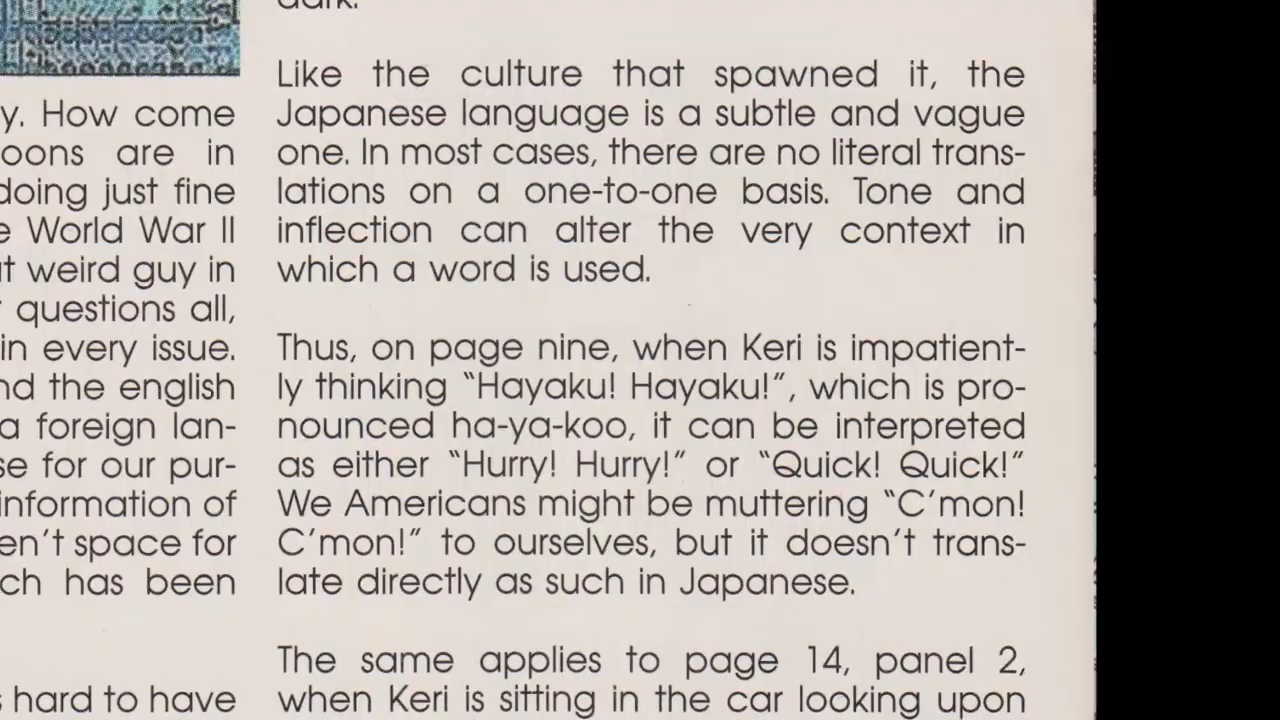 y. How come
oons are in
doing just fine
e World War II
t weird guy in
questions all,
in every issue.
nd the english
a foreign lan-
se for our pur-
information of
en't space for
ch has been
s hard to have
dark.
Like the culture that spawned it, the
Japanese language is a subtle and vague
one. In most cases, there are no literal trans-
lations on a one-to-one basis. Tone and
inflection can alter the very context in
which a word is used.
Thus, on page nine, when Keri is impatient-
ly thinking “Hayaku! Hayaku!”, which is pro-
nounced ha-ya-koo, it can be interpreted
as either “Hurry! Hurry!” or “Quick! Quick!”
We Americans might be muttering “C’mon!
C’mon!” to ourselves, but it doesn’t trans-
late directly as such in Japanese.
The same applies to page 14, panel 2,
when Keri is sitting in the car looking upon